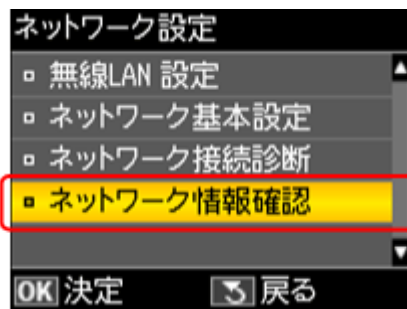 ネットワーク設定
無線LAN 設定
ネットワーク基本設定
ネットワーク接続診断
ネットワーク情報確認
OK 決定 戻る